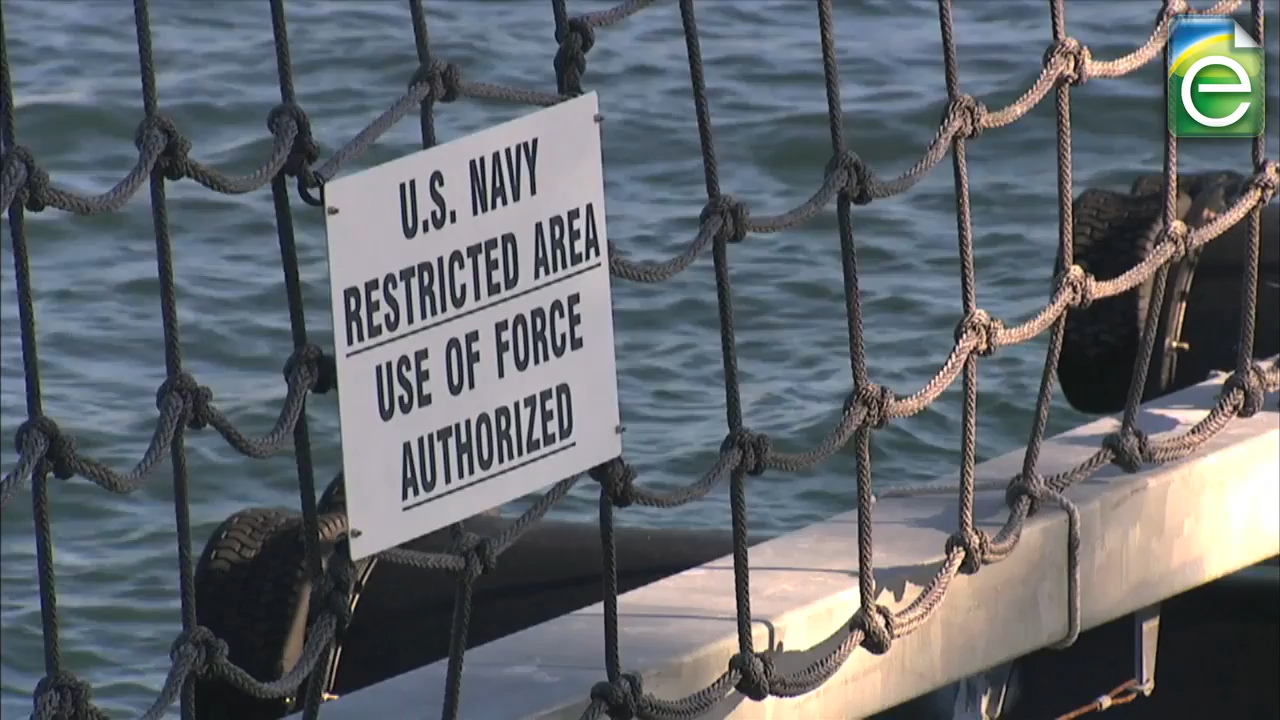 U.S. NAVY
RESTRICTED AREA
USE OF FORCE
AUTHORIZED
e